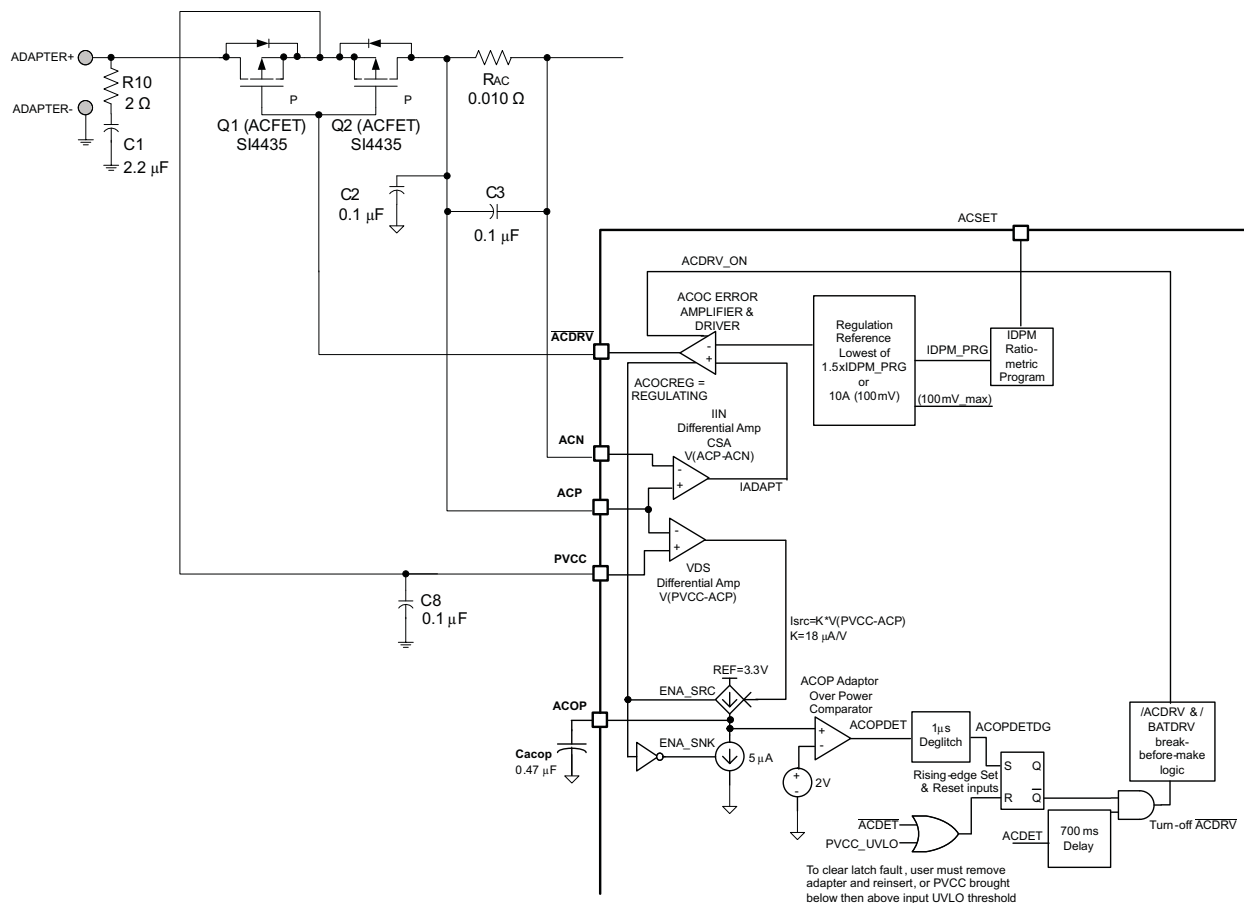 ADAPTER+
R10
2 Ω
ADAPTER-
C1
2.2 μF
P
P
Q1 (ACFET)
SI4435
Q2 (ACFET)
SI4435
RAC
0.010 Ω
C2
0.1 μF
C3
0.1 μF
ACSET
ACDRV_ON
ACOC ERROR
AMPLIFIER &
DRIVER
-
+
ACDRV
Regulation
Reference
Lowest of
1.5xIDPM_PRG
or
10A (100mV)
IDPM_PRG
(100mV_max)
IDPM
Ratio-
metric
Program
ACOCREG =
REGULATING
IIN
Differential Amp
CSA
V(ACP-ACN)
ACN
-
+
IADAPT
ACP
-
+
PVCC
VDS
Differential Amp
V(PVCC-ACP)
C8
0.1 μF
Isrc=K*V(PVCC-ACP)
K=18 μA/V
REF=3.3V
ENA_SRC
ACOP
Cacop
0.47 μF
ENA_SNK
5 μA
ACOP Adaptor
Over Power
Comparator
+
-
+
-
2V
ACOPDET
1μs
Deglitch
ACOPDETDG
Rising-edge Set
& Reset inputs
S Q
R Q
/ACDRV & /
BATDRV
break-
before-make
logic
ACDET
PVCC_UVLO
ACDET
700 ms
Delay
Turn-off ACDRV
To clear latch fault, user must remove
adapter and reinsert, or PVCC brought
below then above input UVLO threshold